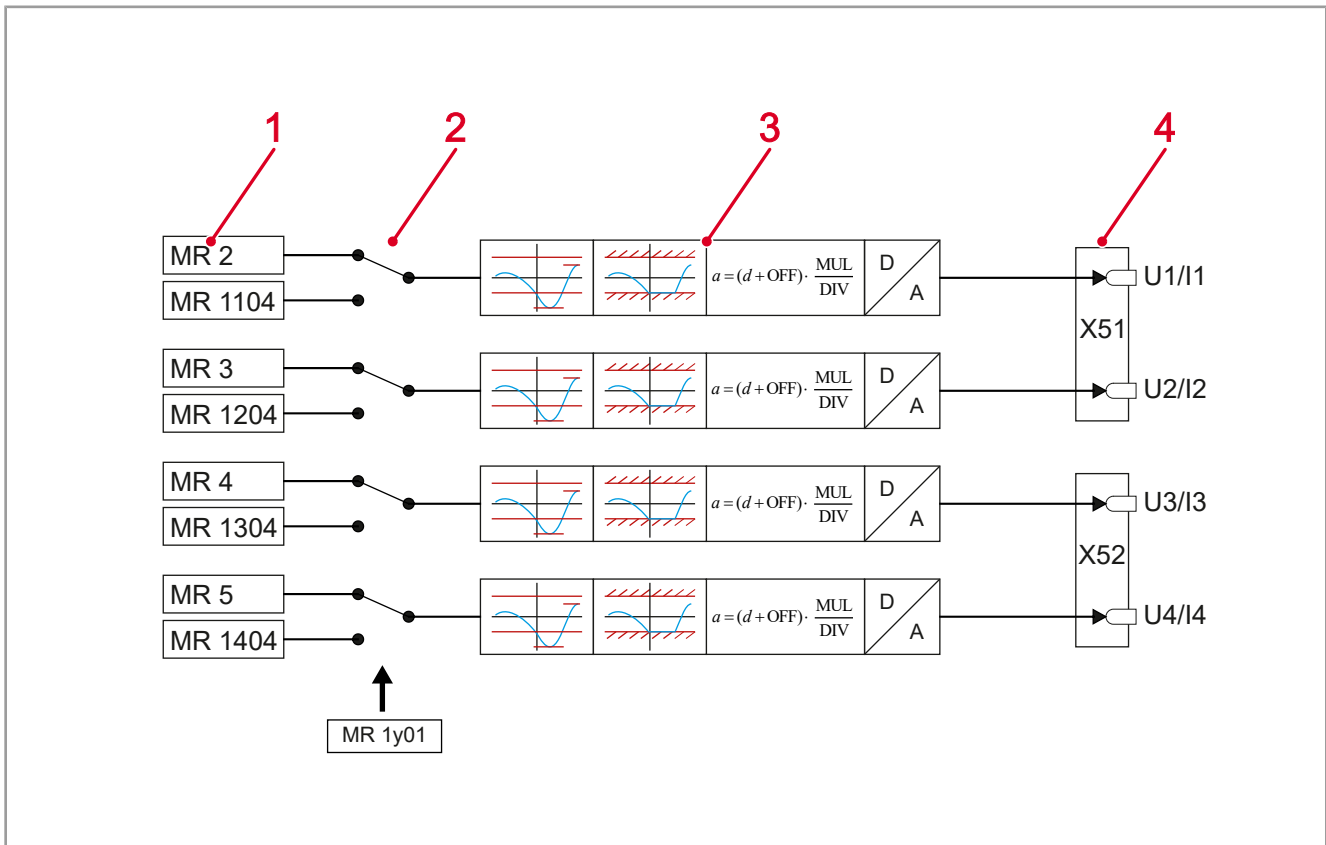 1
2
3
4
MR 2
MR 1104
a=(d+OFF)· MUL
DIV
D
A
U1/I1
X51
MR 3
MR 1204
a=(d+OFF)· MUL
DIV
D
A
U2/I2
MR 4
MR 1304
a=(d+OFF)· MUL
DIV
D
A
U3/I3
X52
MR 5
MR 1404
a=(d+OFF)· MUL
DIV
D
A
U4/I4
MR 1y01